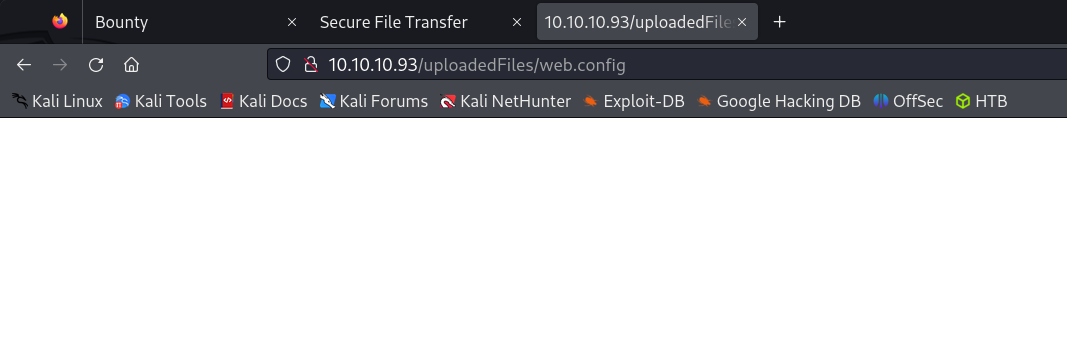 Bounty Secure File Transfer 10.10.10.93/uploadedFile
10.10.10.93/uploadedFiles/web.config
Kali Linux Kali Tools Kali Docs Kali Forums Kali NetHunter Exploit-DB Google Hacking DB OffSec HTB